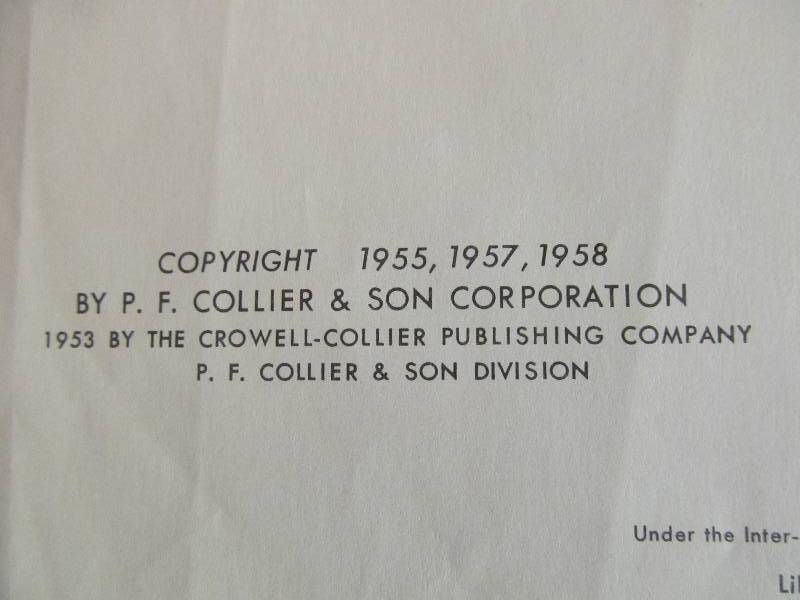 COPYRIGHT 1955, 1957, 1958
BY P. F. COLLIER & SON CORPORATION
1953 BY THE CROWELL-COLLIER PUBLISHING COMPANY
P. F. COLLIER & SON DIVISION
Under the Inter-